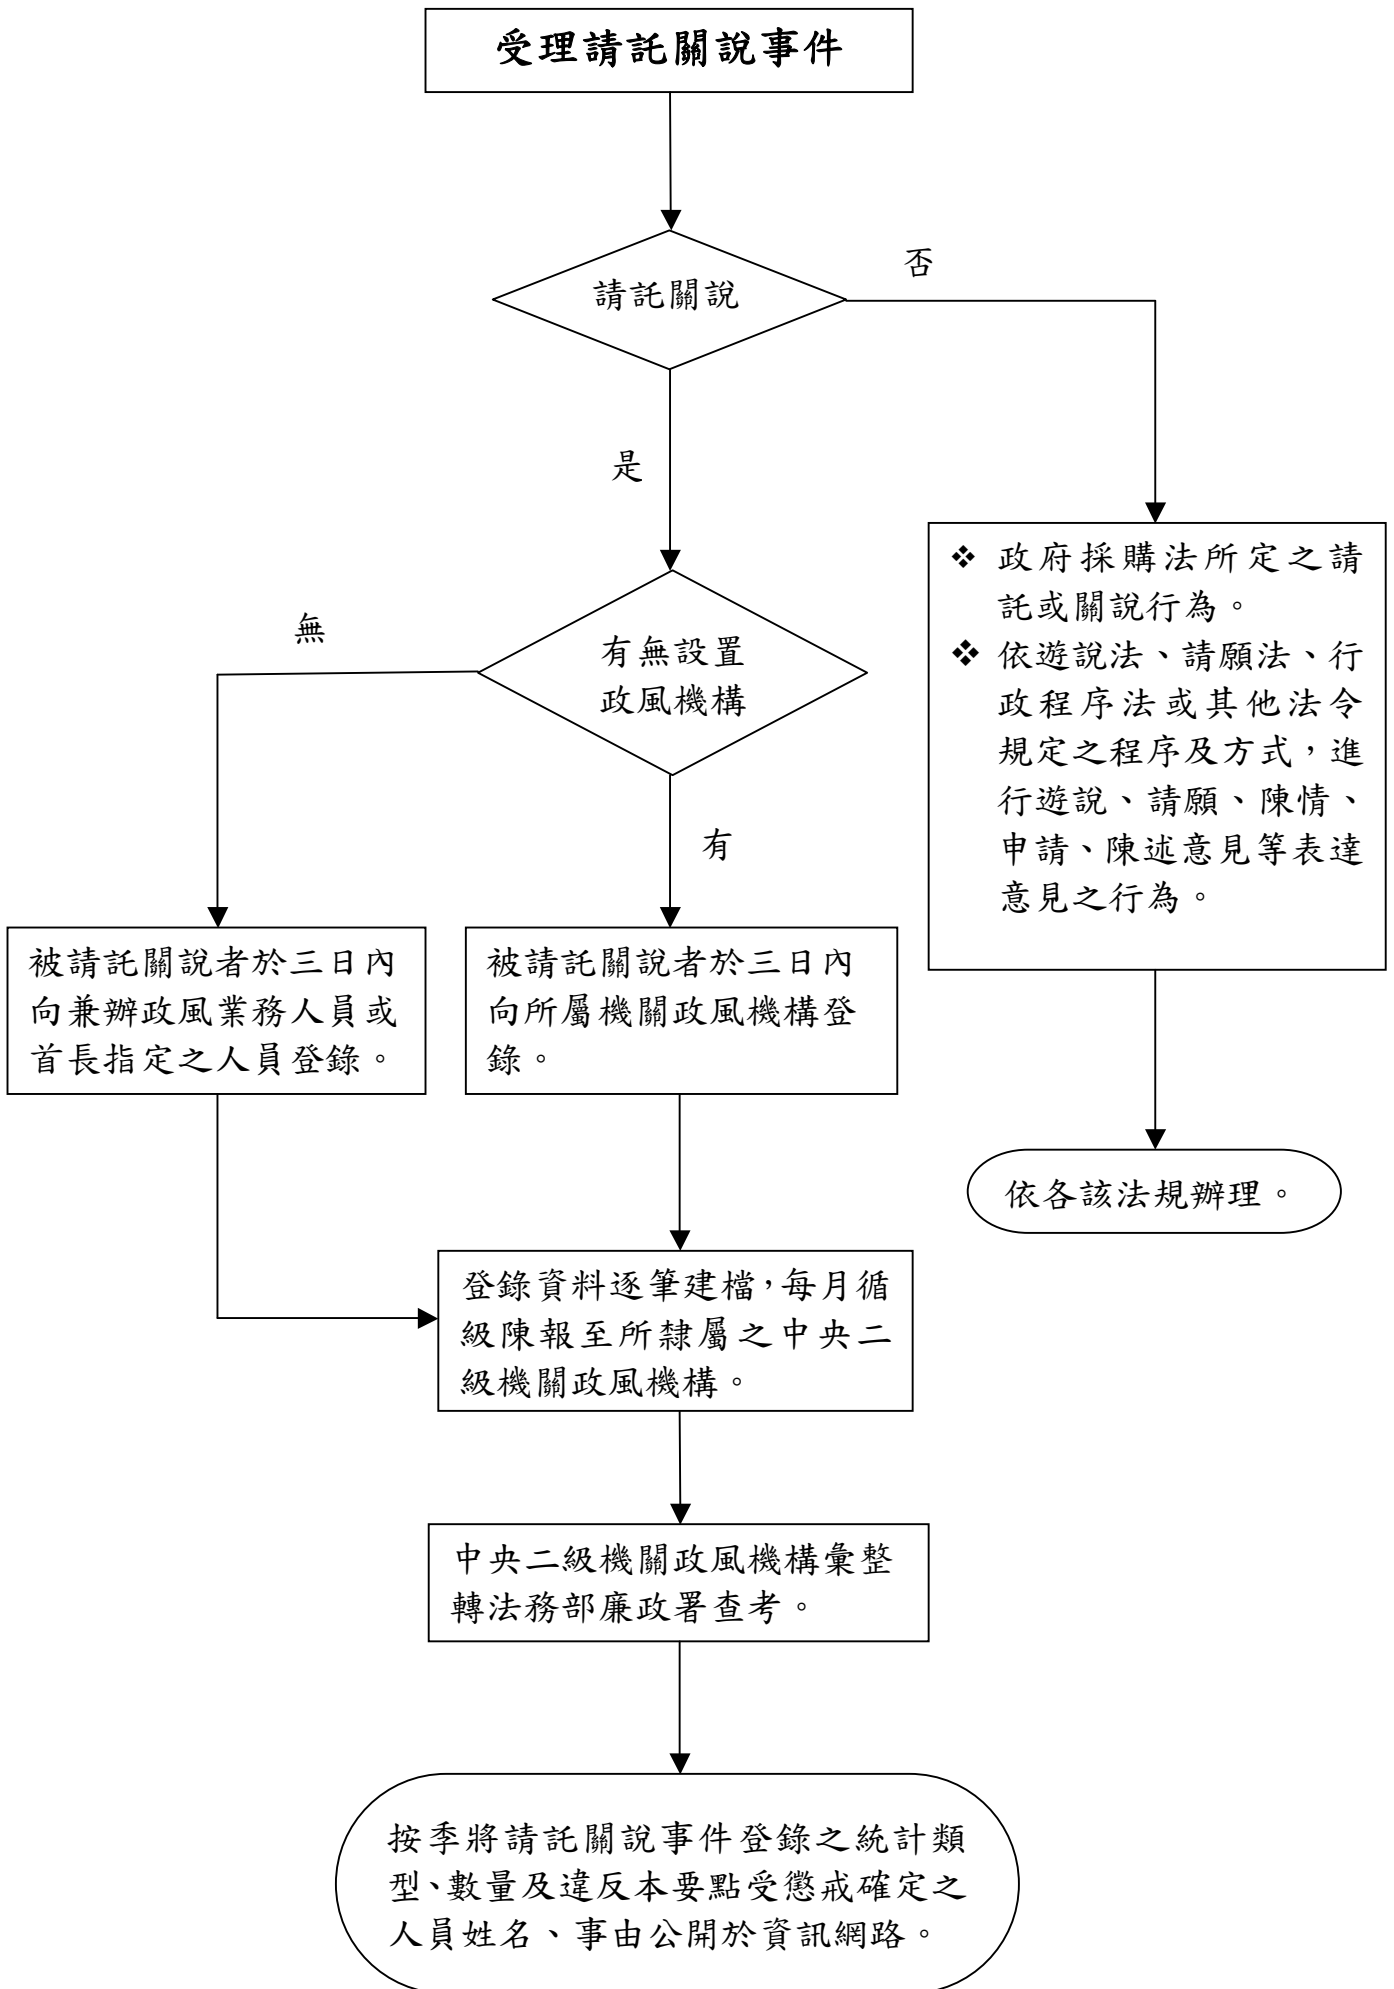 受理請託關說事件
請託關說
否
是
❖ 政府採購法所定之請
託或關說行為。
❖ 依遊說法、請願法、行
政程序法或其他法令
規定之程序及方式，進
行遊說、請願、陳情、
申請、陳述意見等表達
意見之行為。
無
有無設置
政風機構
有
被請託關說者於三日內
向兼辦政風業務人員或
首長指定之人員登錄。
被請託關說者於三日內
向所屬機關政風機構登
錄。
依各該法規辦理。
登錄資料逐筆建檔，每月循
級陳報至所隸屬之中央二
級機關政風機構。
中央二級機關政風機構彙整
轉法務部廉政署查考。
按季將請託關說事件登錄之統計類
型、數量及違反本要點受懲戒確定之
人員姓名、事由公開於資訊網路。